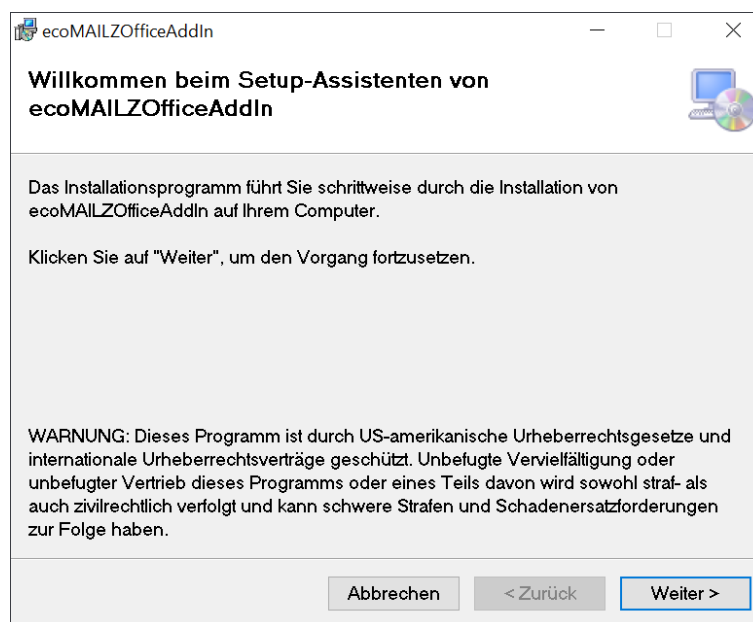 ecoMAILZOfficeAddIn
Willkommen beim Setup-Assistenten von
ecoMAILZOfficeAddIn
Das Installationsprogramm führt Sie schrittweise durch die Installation von
ecoMAILZOfficeAddIn auf Ihrem Computer.
Klicken Sie auf "Weiter", um den Vorgang fortzusetzen.
WARNUNG: Dieses Programm ist durch US-amerikanische Urheberrechtsgesetze und
internationale Urheberrechtsverträge geschützt. Unbefugte Vervielfältigung oder
unbefugter Vertrieb dieses Programms oder eines Teils davon wird sowohl straf- als
auch zivilrechtlich verfolgt und kann schwere Strafen und Schadenersatzforderungen
zur Folge haben.
Abbrechen < Zurück Weiter >